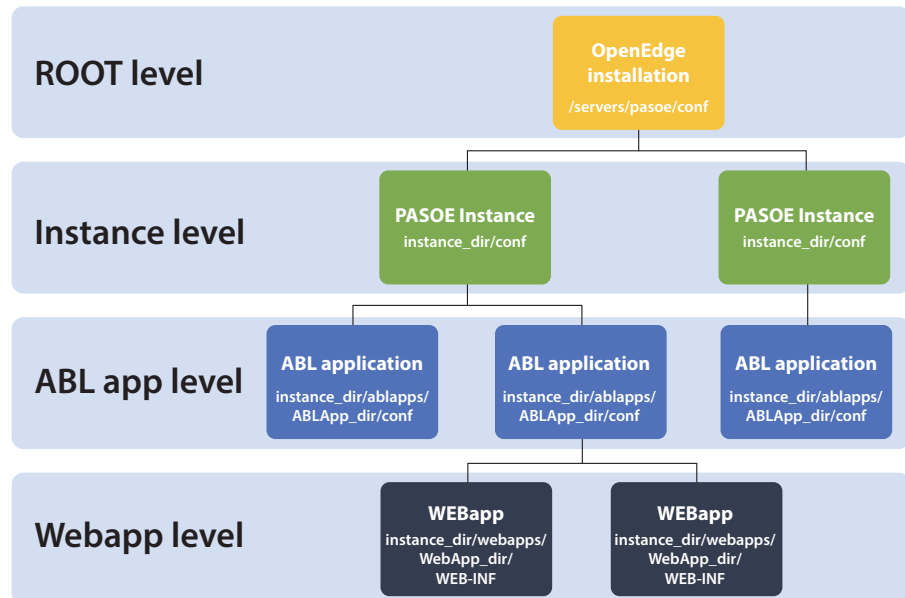 ROOT level
OpenEdge
installation
/servers/pasoe/conf
Instance level
PASOE Instance
instance_dir/conf
PASOE Instance
instance_dir/conf
ABL app level
ABL application
instance_dir/ablapps/
ABLApp_dir/conf
ABL application
instance_dir/ablapps/
ABLApp_dir/conf
ABL application
instance_dir/ablapps/
ABLApp_dir/conf
Webapp level
WEBapp
instance_dir/webapps/
WebApp_dir/
WEB-INF
WEBapp
instance_dir/webapps/
WebApp_dir/
WEB-INF